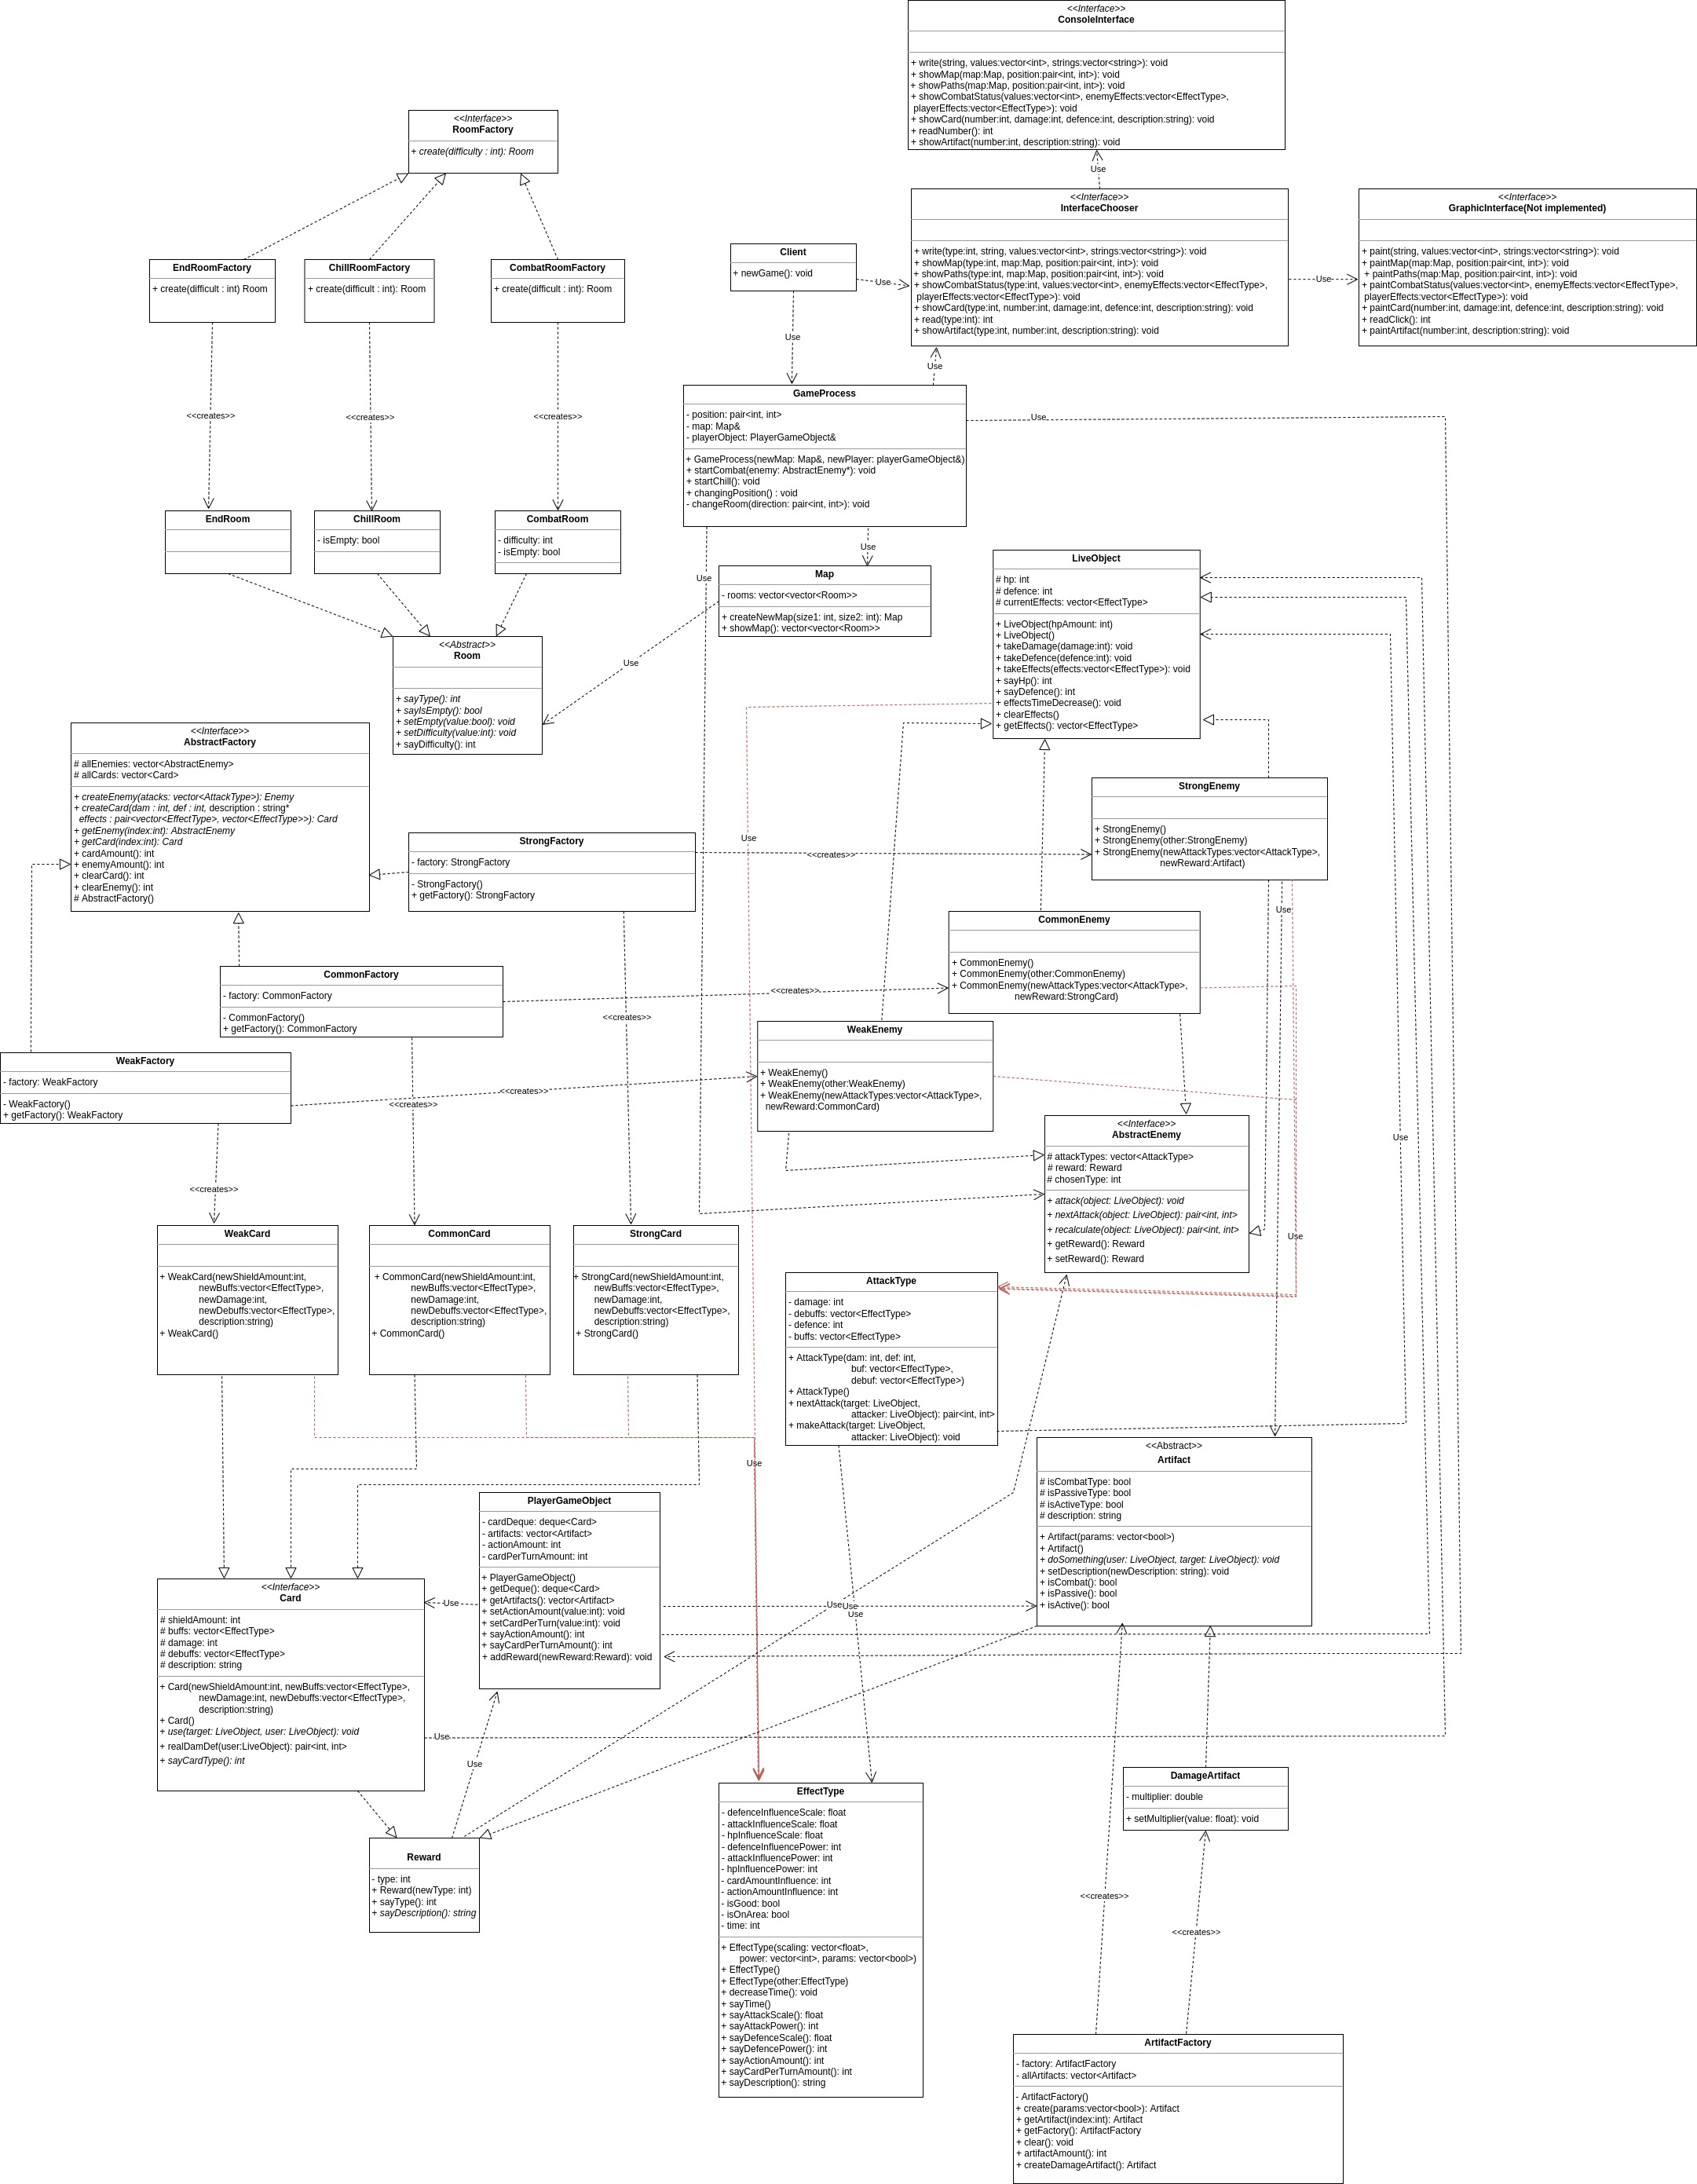 <<Interface>>
ConsoleInterface
+ write(string, values:vector<int>, strings:vector<string>): void
+ showMap(map:Map, position:pair<int, int>): void
+ showPaths(map:Map, position:pair<int, int>): void
+ showCombatStatus(values:vector<int>, enemyEffects:vector<EffectType>,
playerEffects:vector<EffectType>): void
+ showCard(number:int, damage:int, defence:int, description:string): void
+ readNumber(): int
+ showArtifact(number:int, description:string): void
<<Interface>>
RoomFactory
+ create(difficulty : int): Room
Use
<<Interface>>
InterfaceChooser
+ write(type:int, string, values:vector<int>, strings:vector<string>): void
+ showMap(type:int, map:Map, position:pair<int, int>): void
+ showPaths(type:int, map:Map, position:pair<int, int>): void
+ showCombatStatus(type:int, values:vector<int>, enemyEffects:vector<EffectType>,
playerEffects:vector<EffectType>): void
+ showCard(type:int, number:int, damage:int, defence:int, description:string): void
+ read(type:int): int
+ showArtifact(type:int, number:int, description:string): void
Use
<<Interface>>
GraphicInterface(Not implemented)
+ paint(string, values:vector<int>, strings:vector<string>): void
+ paintMap(map:Map, position:pair<int, int>): void
+ paintPaths(map:Map, position:pair<int, int>): void
+ paintCombatStatus(values:vector<int>, enemyEffects:vector<EffectType>,
playerEffects:vector<EffectType>): void
+ paintCard(number:int, damage:int, defence:int, description:string): void
+ readClick(): int
+ paintArtifact(number:int, description:string): void
Client
+ newGame(): void
Use
Use
Use
EndRoomFactory
+ create(difficult : int) Room
ChillRoomFactory
+ create(difficult : int): Room
CombatRoomFactory
+ create(difficult : int): Room
<<creates>>
<<creates>>
<<creates>>
GameProcess
- position: pair<int, int>
- map: Map&
- playerObject: PlayerGameObject&
+ GameProcess(newMap: Map&, newPlayer: playerGameObject&)
+ startCombat(enemy: AbstractEnemy*): void
+ startChill(): void
+ changingPosition() : void
- changeRoom(direction: pair<int, int>): void
Use
Use
Use
EndRoom
ChillRoom
- isEmpty: bool
CombatRoom
- difficulty: int
- isEmpty: bool
Map
- rooms: vector<vector<Room>>
+ createNewMap(size1: int, size2: int): Map
+ showMap(): vector<vector<Room>>
Use
LiveObject
# hp: int
# defence: int
# currentEffects: vector<EffectType>
+ LiveObject(hpAmount: int)
+ LiveObject()
+ takeDamage(damage:int): void
+ takeDefence(defence:int): void
+ takeEffects(effects:vector<EffectType>): void
+ sayHp(): int
+ sayDefence(): int
+ effectsTimeDecrease(): void
+ clearEffects()
+ getEffects(): vector<EffectType>
<<Abstract>>
Room
+ sayType(): int
+ sayIsEmpty(): bool
+ setEmpty(value:bool): void
+ setDifficulty(value:int): void
+ sayDifficulty(): int
<<Interface>>
AbstractFactory
# allEnemies: vector<AbstractEnemy>
# allCards: vector<Card>
+ createEnemy(atacks: vector<AttackType>): Enemy
+ createCard(dam : int, def : int, description : string*
effects : pair<vector<EffectType>, vector<EffectType>>): Card
+ getEnemy(index:int): AbstractEnemy
+ getCard(index:int): Card
+ cardAmount(): int
+ enemyAmount(): int
+ clearCard(): int
+ clearEnemy(): int
# AbstractFactory()
StrongFactory
- factory: StrongFactory
- StrongFactory()
+ getFactory(): StrongFactory
Use
<<creates>>
StrongEnemy
+ StrongEnemy()
+ StrongEnemy(other:StrongEnemy)
+ StrongEnemy(newAttackTypes:vector<AttackType>,
newReward:Artifact)
Use
CommonEnemy
+ CommonEnemy()
+ CommonEnemy(other:CommonEnemy)
+ CommonEnemy(newAttackTypes:vector<AttackType>,
newReward:StrongCard)
CommonFactory
- factory: CommonFactory
- CommonFactory()
+ getFactory(): CommonFactory
<<creates>>
<<creates>>
WeakEnemy
+ WeakEnemy()
+ WeakEnemy(other:WeakEnemy)
+ WeakEnemy(newAttackTypes:vector<AttackType>,
newReward:CommonCard)
WeakFactory
- factory: WeakFactory
- WeakFactory()
+ getFactory(): WeakFactory
<<creates>>
<<creates>>
<<creates>>
<<Interface>>
AbstractEnemy
# attackTypes: vector<AttackType>
# reward: Reward
# chosenType: int
+ attack(object: LiveObject): void
+ nextAttack(object: LiveObject): pair<int, int>
+ recalculate(object: LiveObject): pair<int, int>
+ getReward(): Reward
+ setReward(): Reward
Use
Use
WeakCard
+ WeakCard(newShieldAmount:int,
newBuffs:vector<EffectType>,
newDamage:int,
newDebuffs:vector<EffectType>,
description:string)
+ WeakCard()
CommonCard
+ CommonCard(newShieldAmount:int,
newBuffs:vector<EffectType>,
newDamage:int,
newDebuffs:vector<EffectType>,
description:string)
+ CommonCard()
StrongCard
+ StrongCard(newShieldAmount:int,
newBuffs:vector<EffectType>,
newDamage:int,
newDebuffs:vector<EffectType>,
description:string)
+ StrongCard()
AttackType
- damage: int
- debuffs: vector<EffectType>
- defence: int
- buffs: vector<EffectType>
+ AttackType(dam: int, def: int,
buf: vector<EffectType>,
debuf: vector<EffectType>)
+ AttackType()
+ nextAttack(target: LiveObject,
attacker: LiveObject): pair<int, int>
+ makeAttack(target: LiveObject,
attacker: LiveObject): void
Use
<<Abstract>>
Artifact
# isCombatType: bool
# isPassiveType: bool
# isActiveType: bool
# description: string
+ Artifact(params: vector<bool>)
+ Artifact()
+ doSomething(user: LiveObject, target: LiveObject): void
+ setDescription(newDescription: string): void
+ isCombat(): bool
+ isPassive(): bool
+ isActive(): bool
PlayerGameObject
- cardDeque: deque<Card>
- artifacts: vector<Artifact>
- actionAmount: int
- cardPerTurnAmount: int
+ PlayerGameObject()
+ getDeque(): deque<Card>
+ getArtifacts(): vector<Artifact>
+ setActionAmount(value:int): void
+ setCardPerTurn(value:int): void
+ sayActionAmount(): int
+ sayCardPerTurnAmount(): int
+ addReward(newReward:Reward): void
Use
Use
Use
Use
<<Interface>>
Card
# shieldAmount: int
# buffs: vector<EffectType>
# damage: int
# debuffs: vector<EffectType>
# description: string
+ Card(newShieldAmount:int, newBuffs:vector<EffectType>,
newDamage:int, newDebuffs:vector<EffectType>,
description:string)
+ Card()
+ use(target: LiveObject, user: LiveObject): void
+ realDamDef(user:LiveObject): pair<int, int>
+ sayCardType(): int
Use
Use
Reward
- type: int
+ Reward(newType: int)
+ sayType(): int
+ sayDescription(): string
EffectType
- defenceInfluenceScale: float
- attackInfluenceScale: float
- hpInfluenceScale: float
- defenceInfluencePower: int
- attackInfluencePower: int
- hpInfluencePower: int
- cardAmountInfluence: int
- actionAmountInfluence: int
- isGood: bool
- isOnArea: bool
- time: int
+ EffectType(scaling: vector<float>,
power: vector<int>, params: vector<bool>)
+ EffectType()
+ EffectType(other:EffectType)
+ decreaseTime(): void
+ sayTime()
+ sayAttackScale(): float
+ sayAttackPower(): int
+ sayDefenceScale(): float
+ sayDefencePower(): int
+ sayActionAmount(): int
+ sayCardPerTurnAmount(): int
+ sayDescription(): string
DamageArtifact
- multiplier: double
+ setMultiplier(value: float): void
<<creates>>
<<creates>>
ArtifactFactory
- factory: ArtifactFactory
- allArtifacts: vector<Artifact>
- ArtifactFactory()
+ create(params:vector<bool>): Artifact
+ getArtifact(index:int): Artifact
+ getFactory(): ArtifactFactory
+ clear(): void
+ artifactAmount(): int
+ createDamageArtifact(): Artifact